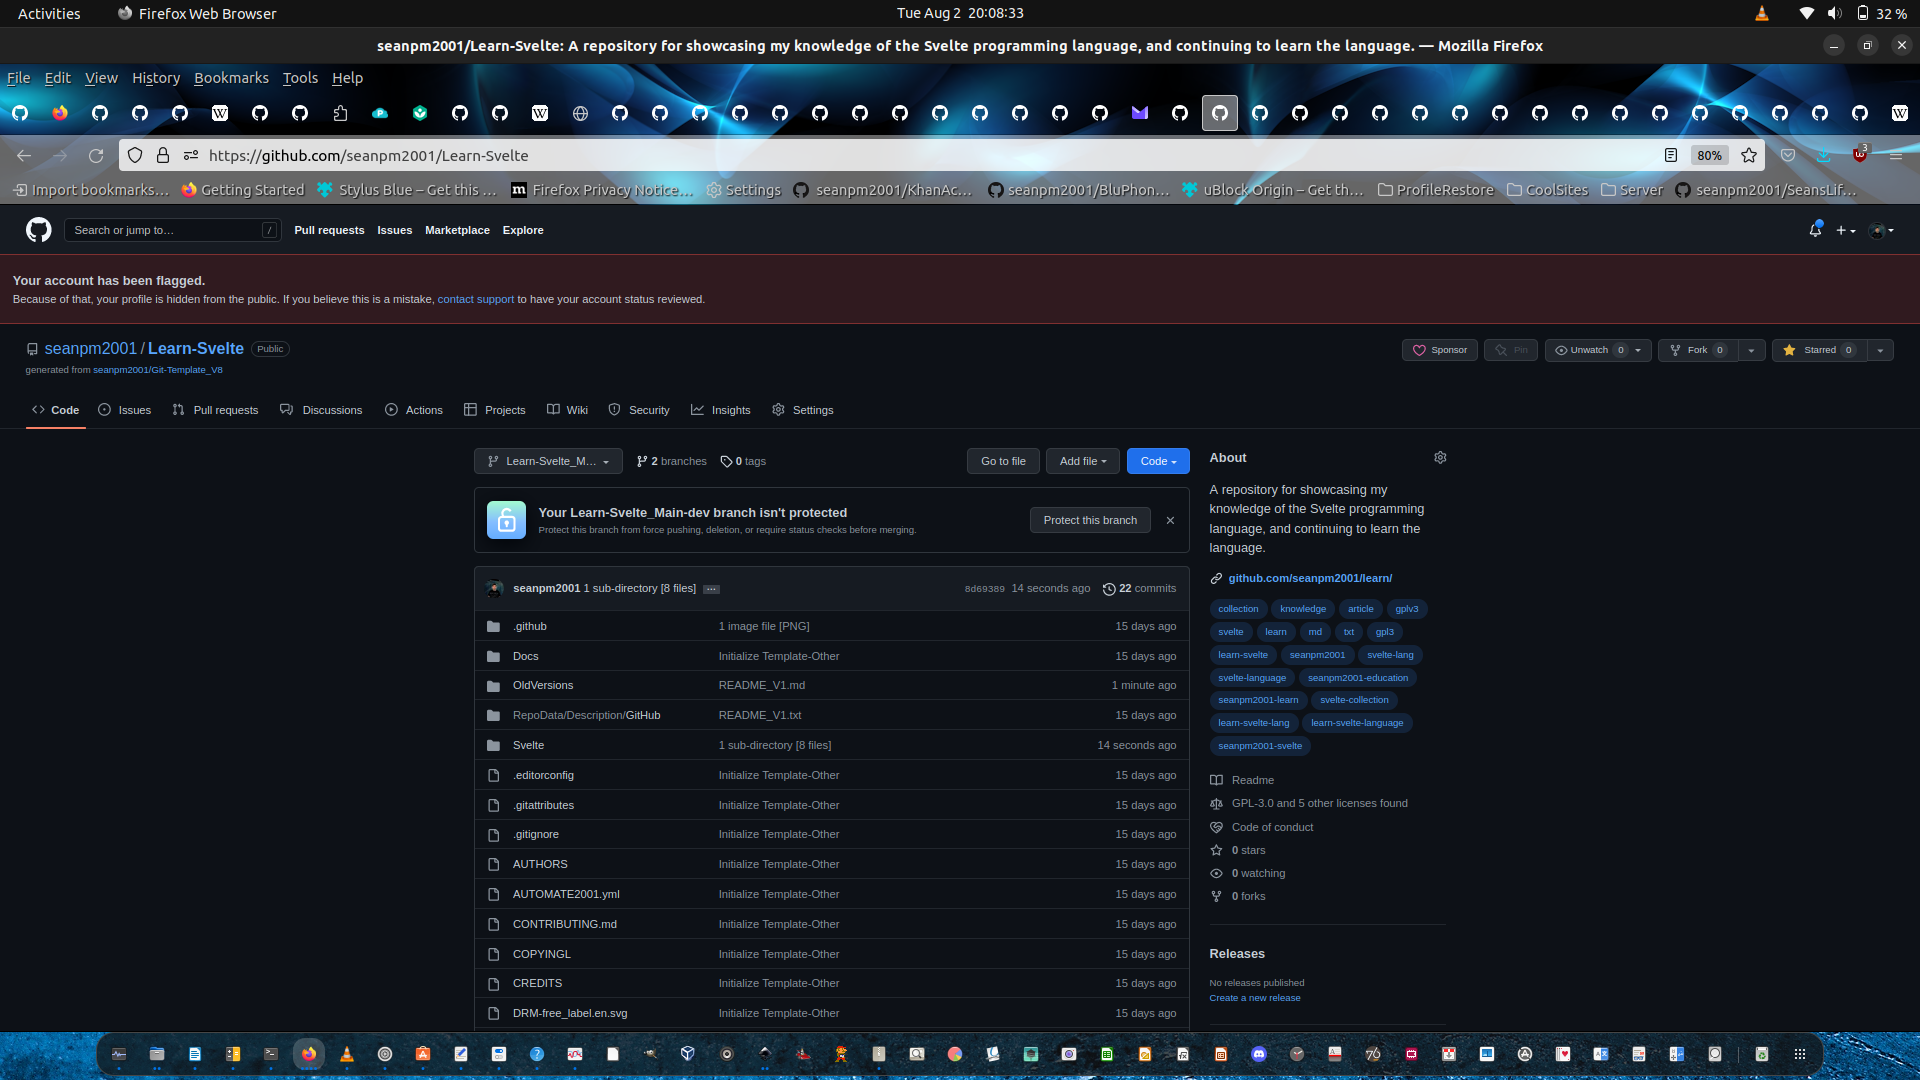 Activities
Firefox Web Browser
Tue Aug 2 20:08:33
32 %
seanpm2001/Learn-Svelte: A repository for showcasing my knowledge of the Svelte programming language, and continuing to learn the language. — Mozilla Firefox
File Edit View History Bookmarks Tools Help
https://github.com/seanpm2001/Learn-Svelte
80%
3
Import bookmarks… Getting Started Stylus Blue – Get this … Firefox Privacy Notice… Settings seanpm2001/KhanAc… seanpm2001/BluPhon… uBlock Origin – Get th… ProfileRestore CoolSites Server seanpm2001/SeansLif…
Search or jump to… /
Pull requests Issues Marketplace Explore
Your account has been flagged.
Because of that, your profile is hidden from the public. If you believe this is a mistake, contact support to have your account status reviewed.
seanpm2001 / Learn-Svelte Public
generated from seanpm2001/Git-Template_V8
Sponsor Pin Unwatch 0 Fork 0 Starred 0
Code Issues Pull requests Discussions Actions Projects Wiki Security Insights Settings
Learn-Svelte_M… 2 branches 0 tags
Go to file Add file Code
Your Learn-Svelte_Main-dev branch isn't protected
Protect this branch from force pushing, deletion, or require status checks before merging.
Protect this branch
seanpm2001 1 sub-directory [8 files] … 8d69389 14 seconds ago 22 commits
.github 1 image file [PNG] 15 days ago
Docs Initialize Template-Other 15 days ago
OldVersions README_V1.md 1 minute ago
RepoData/Description/GitHub README_V1.txt 15 days ago
Svelte 1 sub-directory [8 files] 14 seconds ago
.editorconfig Initialize Template-Other 15 days ago
.gitattributes Initialize Template-Other 15 days ago
.gitignore Initialize Template-Other 15 days ago
AUTHORS Initialize Template-Other 15 days ago
AUTOMATE2001.yml Initialize Template-Other 15 days ago
CONTRIBUTING.md Initialize Template-Other 15 days ago
COPYINGL Initialize Template-Other 15 days ago
CREDITS Initialize Template-Other 15 days ago
DRM-free_label.en.svg Initialize Template-Other 15 days ago
About
A repository for showcasing my
knowledge of the Svelte programming
language, and continuing to learn the
language.
github.com/seanpm2001/learn/
collection knowledge article gplv3
svelte learn md txt gpl3
learn-svelte seanpm2001 svelte-lang
svelte-language seanpm2001-education
seanpm2001-learn svelte-collection
learn-svelte-lang learn-svelte-language
seanpm2001-svelte
Readme
GPL-3.0 and 5 other licenses found
Code of conduct
0 stars
0 watching
0 forks
Releases
No releases published
Create a new release